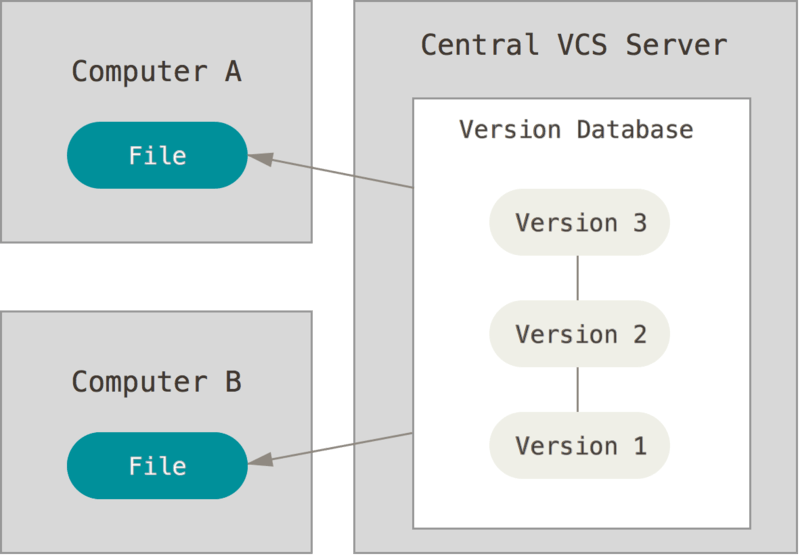 Computer A
File
Computer B
File
Central VCS Server
Version Database
Version 3
Version 2
Version 1